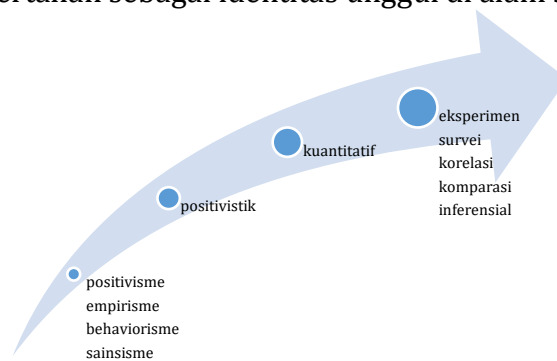 eksperimen
survei
korelasi
komparasi
inferensial
kuantitatif
positivistik
positivisme
empirisme
behaviorisme
sainsisme